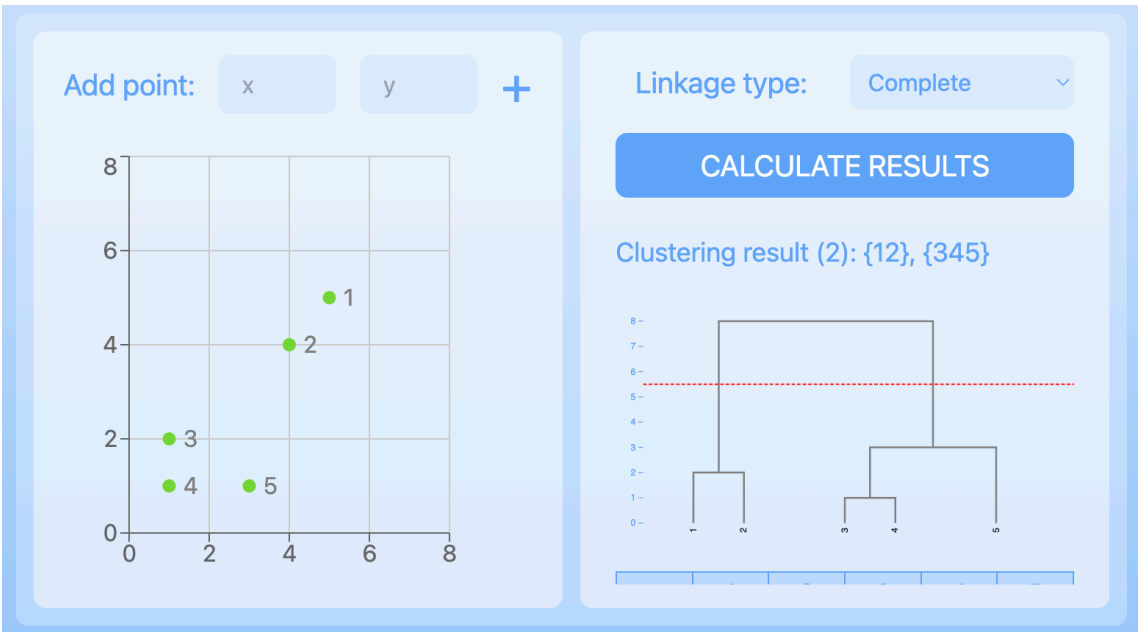 Add point: x y +
8
1
6
4 2
2 3
4 5
0
0 2 4 6 8
Linkage type: Complete
CALCULATE RESULTS
Clustering result (2): {12}, {345}
8
7
6
5
4
3
2
1
0
1 2 3 4 5